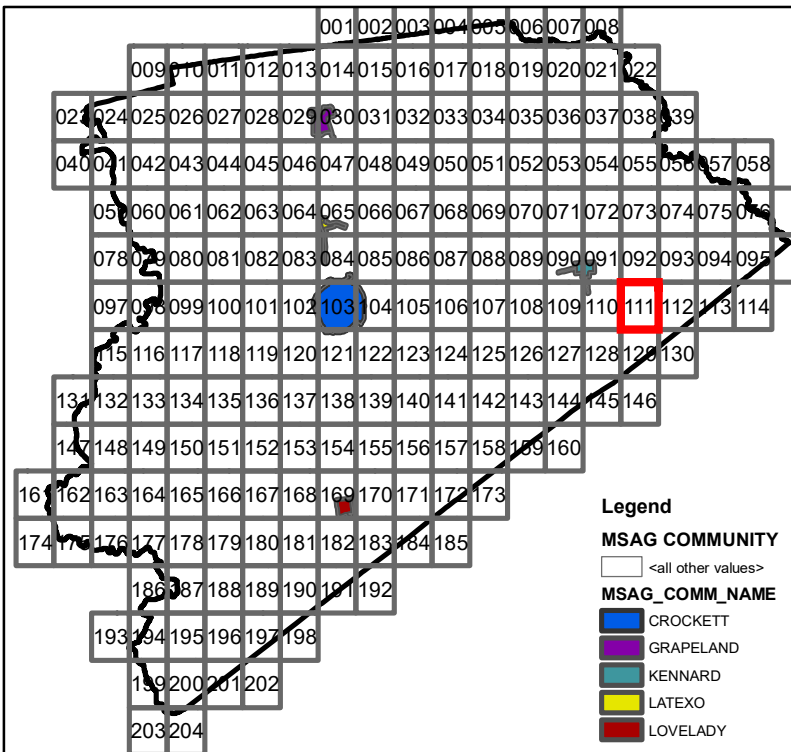 001 002 003 004 005 006 007 008
009 010 011 012 013 014 015 016 017 018 019 020 021 022
023 024 025 026 027 028 029 030 031 032 033 034 035 036 037 038 039
040 041 042 043 044 045 046 047 048 049 050 051 052 053 054 055 056 057 058
059 060 061 062 063 064 065 066 067 068 069 070 071 072 073 074 075 076
078 079 080 081 082 083 084 085 086 087 088 089 090 091 092 093 094 095
097 098 099 100 101 102 103 104 105 106 107 108 109 110 111 112 113 114
115 116 117 118 119 120 121 122 123 124 125 126 127 128 129 130
131 132 133 134 135 136 137 138 139 140 141 142 143 144 145 146
147 148 149 150 151 152 153 154 155 156 157 158 159 160
161 162 163 164 165 166 167 168 169 170 171 172 173
174 175 176 177 178 179 180 181 182 183 184 185
186 187 188 189 190 191 192
193 194 195 196 197 198
199 200 201 202
203 204
Legend
MSAG COMMUNITY
<all other values>
MSAG_COMM_NAME
CROCKETT
GRAPELAND
KENNARD
LATEXO
LOVELADY